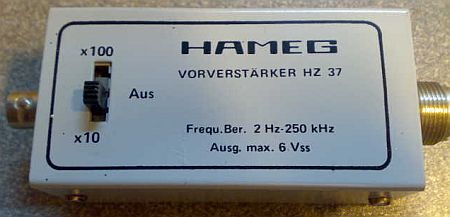 HAMEG
x100
VORVERSTÄRKER HZ 37
Aus
x10
Frequ.Ber. 2 Hz-250 kHz
Ausg. max. 6 Vss